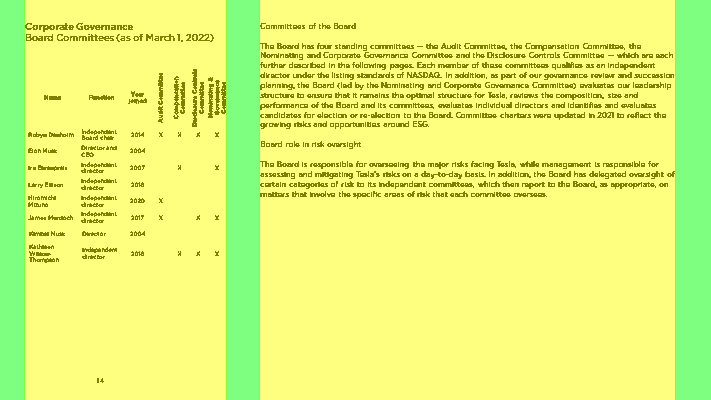 Corporate Governance
Board Committees (as of March 1, 2022)
Name Function Year joined Audit Committee Compensation Committee Disclosure Controls Committee Nominating & Governance Committee
Robyn Denholm Independent Board chair 2014 X X X X
Elon Musk Director and CEO 2004
Ira Ehrenpreis Independent director 2007 X X
Larry Ellison Independent director 2018
Hiromichi Mizuno Independent director 2020 X
James Murdoch Independent director 2017 X X X
Kimbal Musk Director 2004
Kathleen Wilson-Thompson Independent director 2018 X X X
14
Committees of the Board
The Board has four standing committees — the Audit Committee, the Compensation Committee, the
Nominating and Corporate Governance Committee and the Disclosure Controls Committee — which are each
further described in the following pages. Each member of these committees qualifies as an independent
director under the listing standards of NASDAQ. In addition, as part of our governance review and succession
planning, the Board (led by the Nominating and Corporate Governance Committee) evaluates our leadership
structure to ensure that it remains the optimal structure for Tesla, reviews the composition, size and
performance of the Board and its committees, evaluates individual directors and identifies and evaluates
candidates for election or re-election to the Board. Committee charters were updated in 2021 to reflect the
growing risks and opportunities around ESG.
Board role in risk oversight
The Board is responsible for overseeing the major risks facing Tesla, while management is responsible for
assessing and mitigating Tesla's risks on a day-to-day basis. In addition, the Board has delegated oversight of
certain categories of risk to its independent committees, which then report to the Board, as appropriate, on
matters that involve the specific areas of risk that each committee oversees.